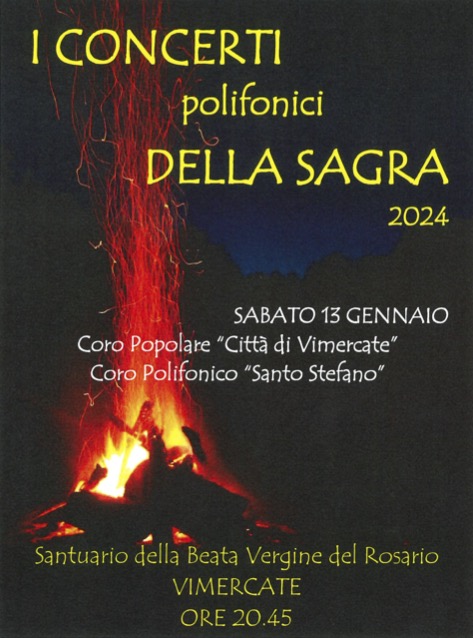 I CONCERTI
polifonici
DELLA SAGRA
2024
SABATO 13 GENNAIO
Coro Popolare "Città di Vimercate"
Coro Polifonico "Santo Stefano"
Santuario della Beata Vergine del Rosario
VIMERCATE
ORE 20.45